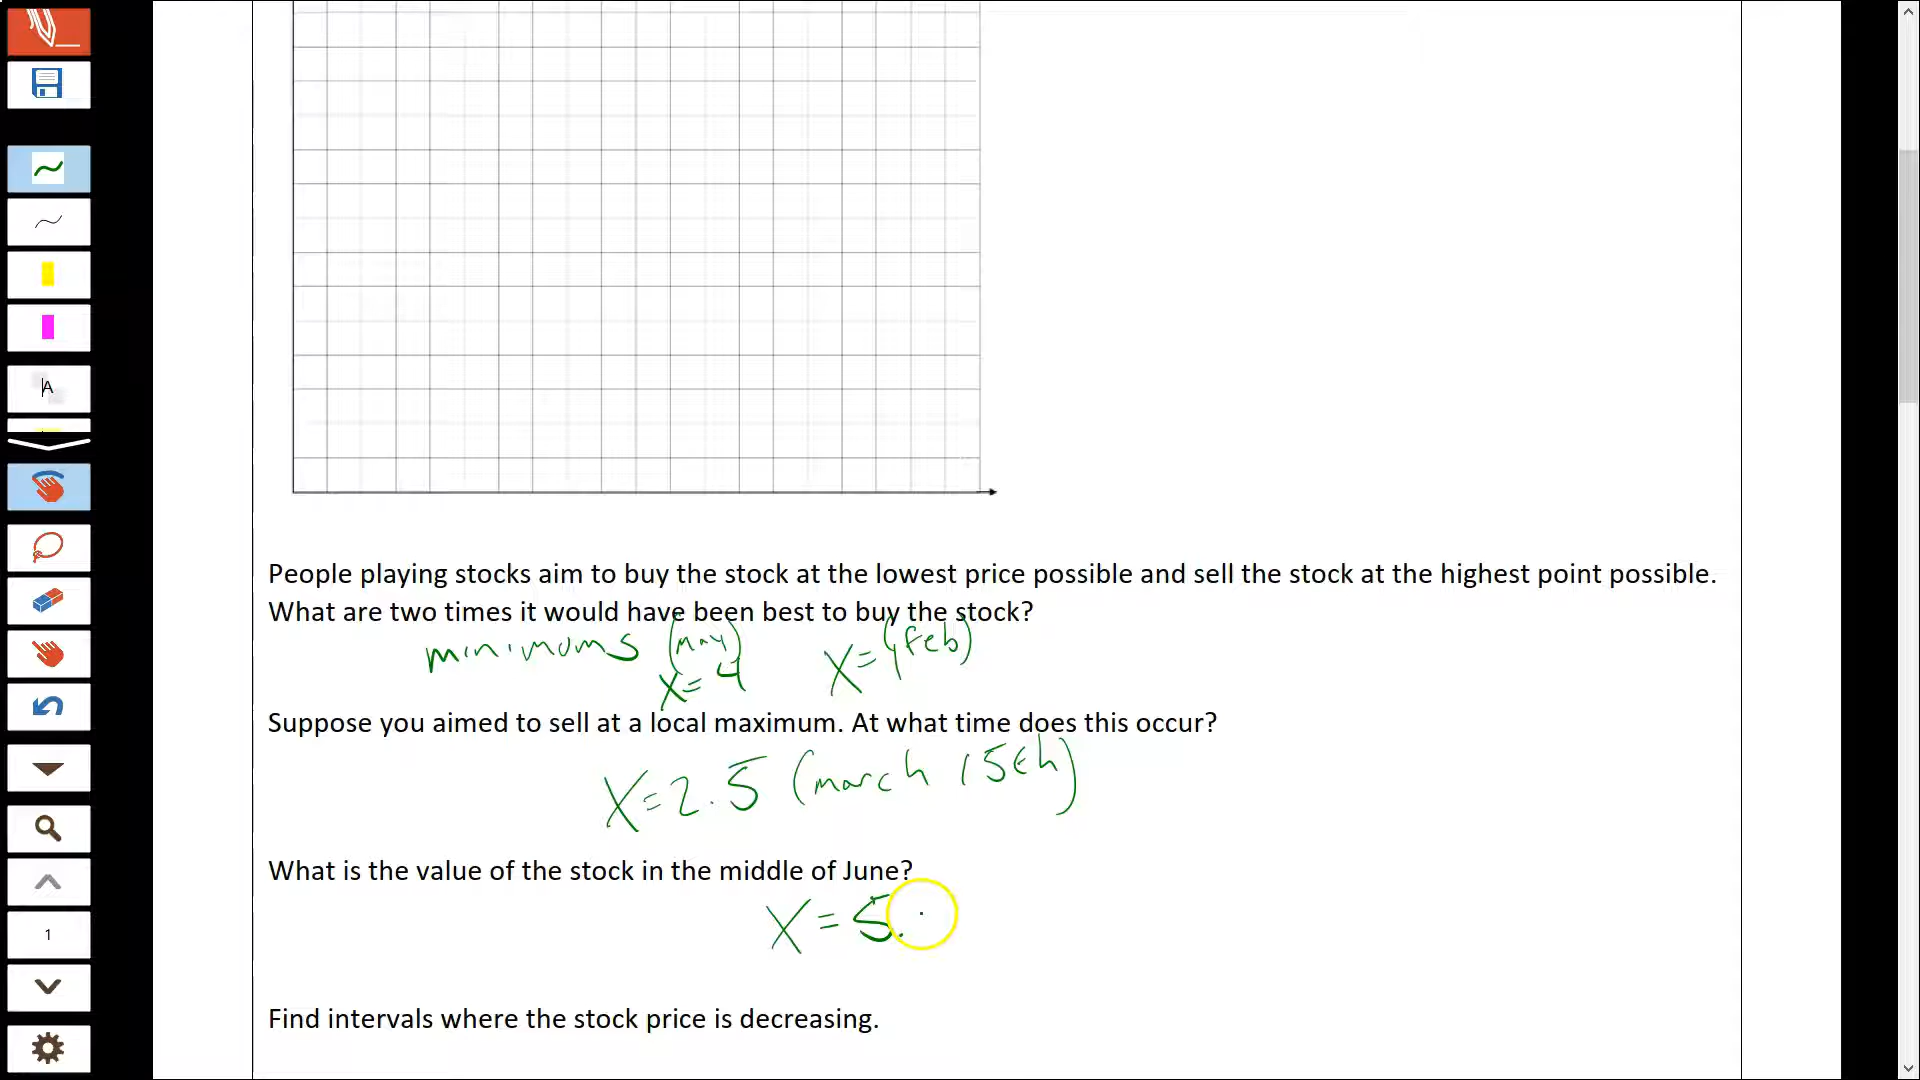 A
People playing stocks aim to buy the stock at the lowest price possible and sell the stock at the highest point possible.
What are two times it would have been best to buy the stock?
minimums (may) x=4 x=1 (Feb)
Suppose you aimed to sell at a local maximum. At what time does this occur?
X=2.5 (march 15th)
What is the value of the stock in the middle of June?
X=5.
1
Find intervals where the stock price is decreasing.